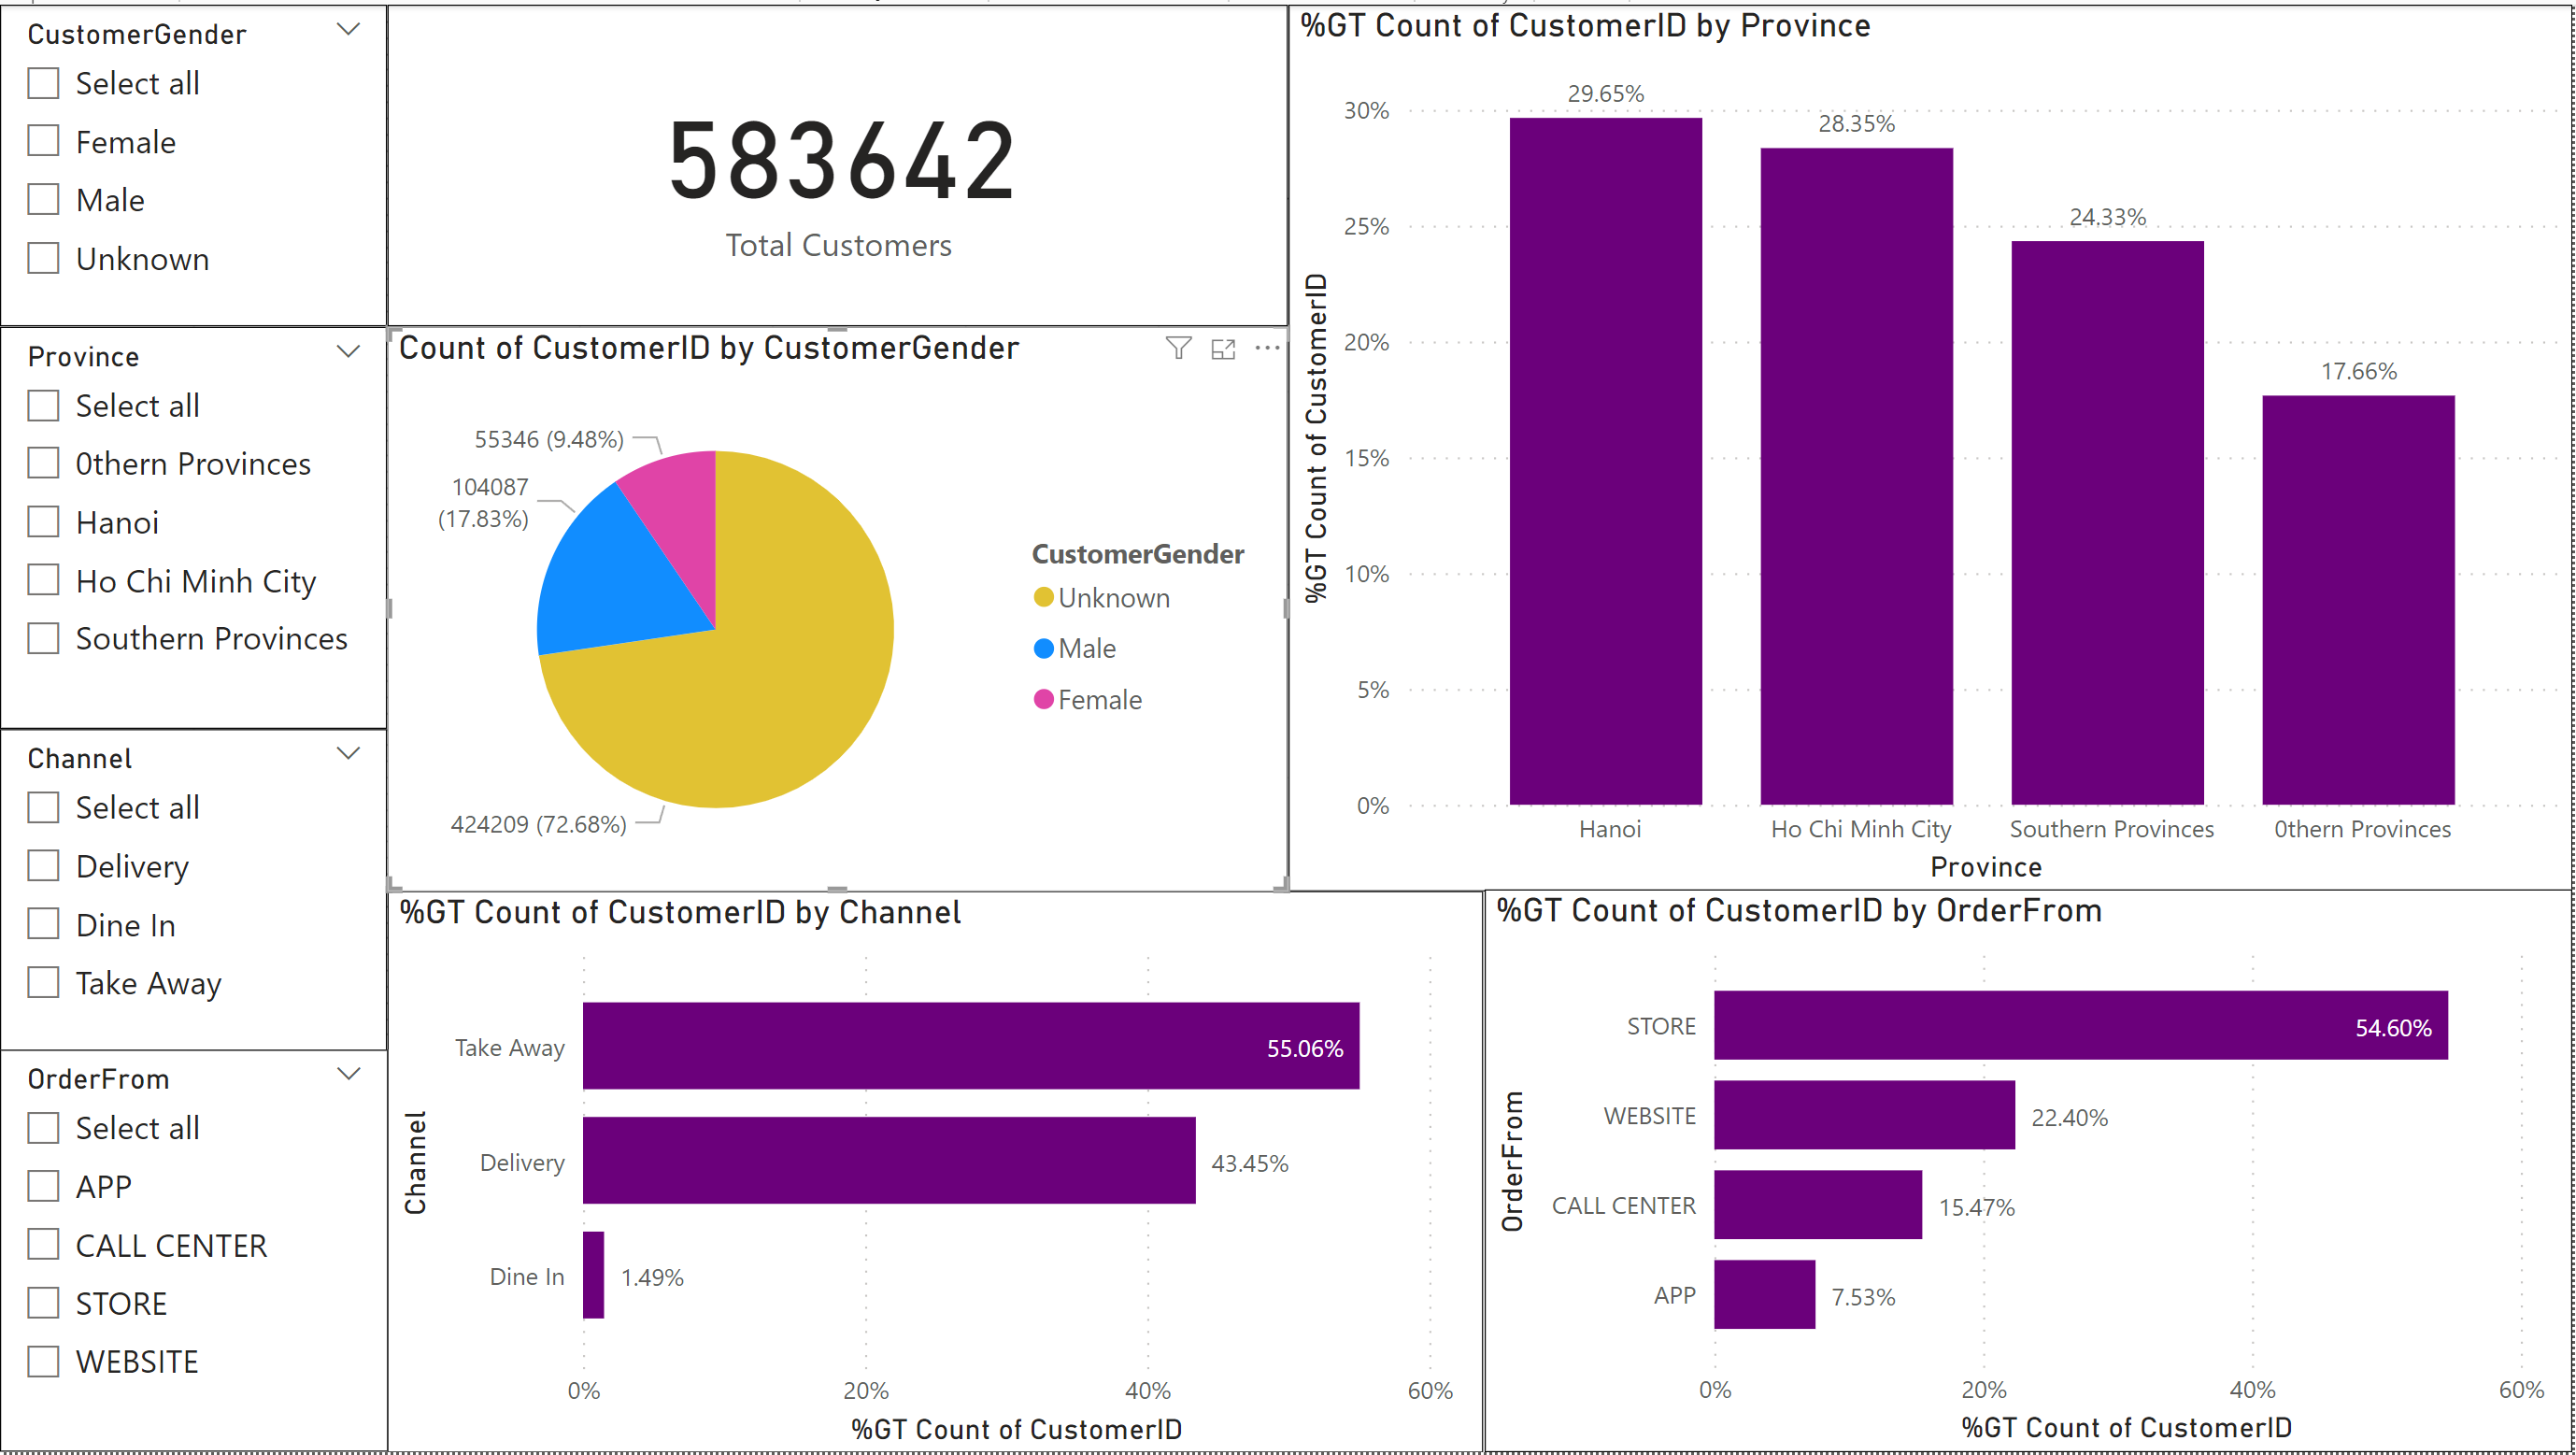 CustomerGender
Select all
Female
Male
Unknown
Province
Select all
0thern Provinces
Hanoi
Ho Chi Minh City
Southern Provinces
Channel
Select all
Delivery
Dine In
Take Away
OrderFrom
Select all
APP
CALL CENTER
STORE
WEBSITE
583642
Total Customers
Count of CustomerID by CustomerGender
55346 (9.48%)
104087
(17.83%)
424209 (72.68%)
CustomerGender
Unknown
Male
Female
%GT Count of CustomerID by Province
%GT Count of CustomerID
30%
25%
20%
15%
10%
5%
0%
29.65%
28.35%
24.33%
17.66%
Hanoi
Ho Chi Minh City
Southern Provinces
0thern Provinces
Province
%GT Count of CustomerID by Channel
Channel
Take Away
55.06%
Delivery
43.45%
Dine In
1.49%
0%
20%
40%
60%
%GT Count of CustomerID
%GT Count of CustomerID by OrderFrom
OrderFrom
STORE
54.60%
WEBSITE
22.40%
CALL CENTER
15.47%
APP
7.53%
0%
20%
40%
60%
%GT Count of CustomerID